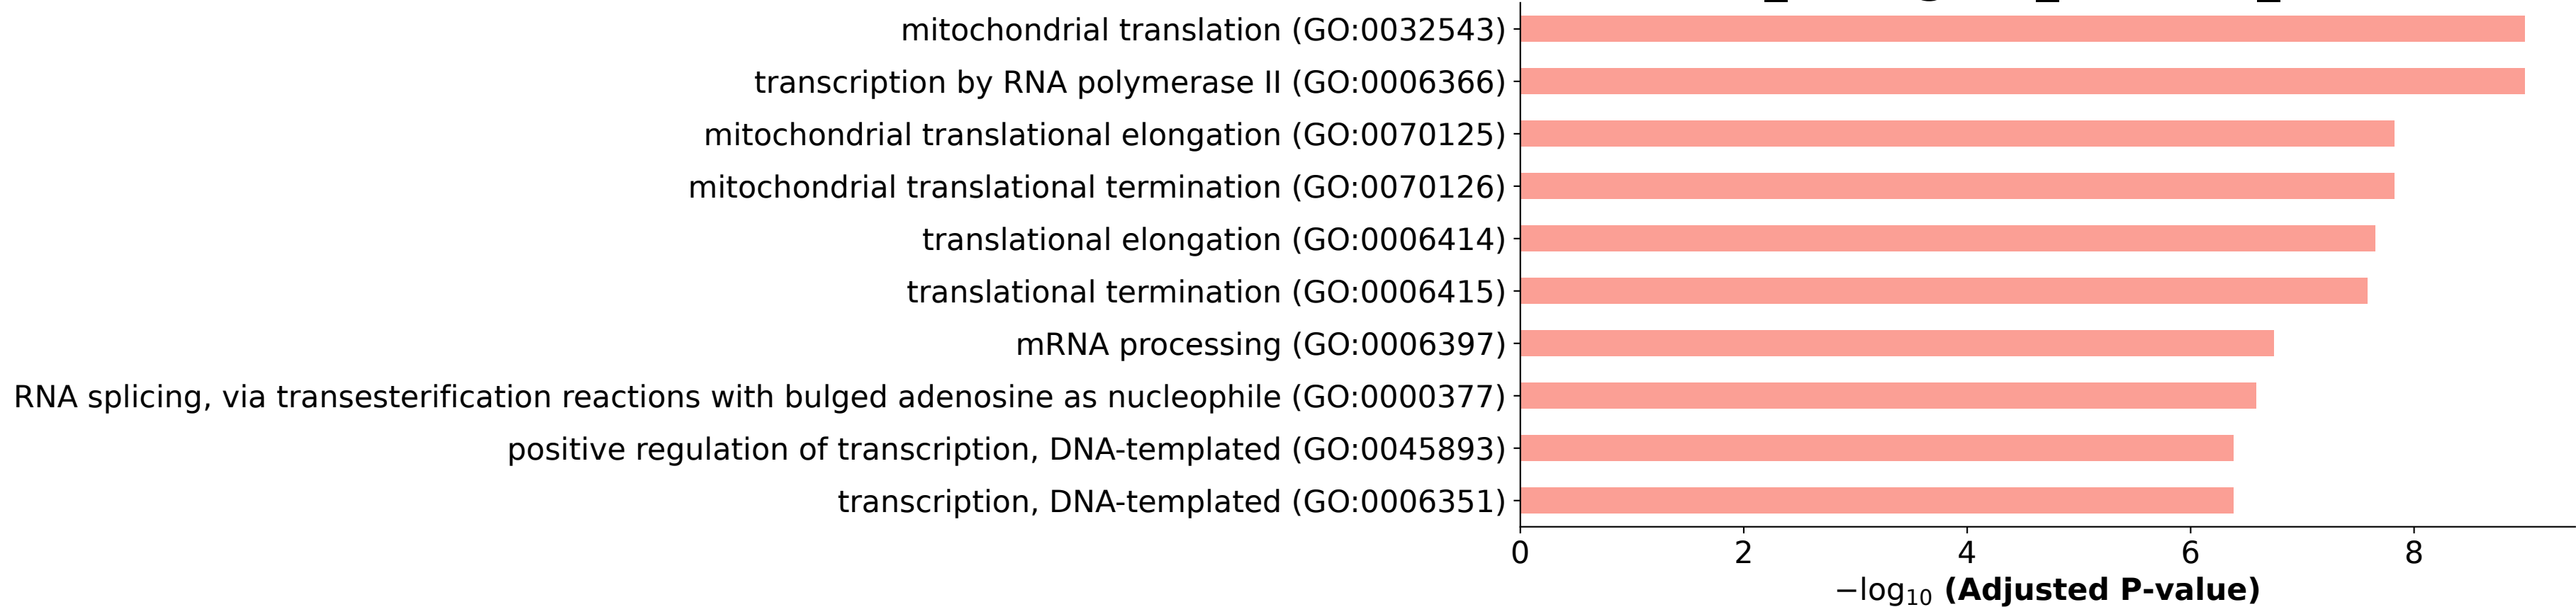 mitochondrial translation (GO:0032543)
transcription by RNA polymerase II (GO:0006366)
mitochondrial translational elongation (GO:0070125)
mitochondrial translational termination (GO:0070126)
translational elongation (GO:0006414)
translational termination (GO:0006415)
mRNA processing (GO:0006397)
RNA splicing, via transesterification reactions with bulged adenosine as nucleophile (GO:0000377)
positive regulation of transcription, DNA-templated (GO:0045893)
transcription, DNA-templated (GO:0006351)
0 2 4 6 8
−log₁₀ (Adjusted P-value)